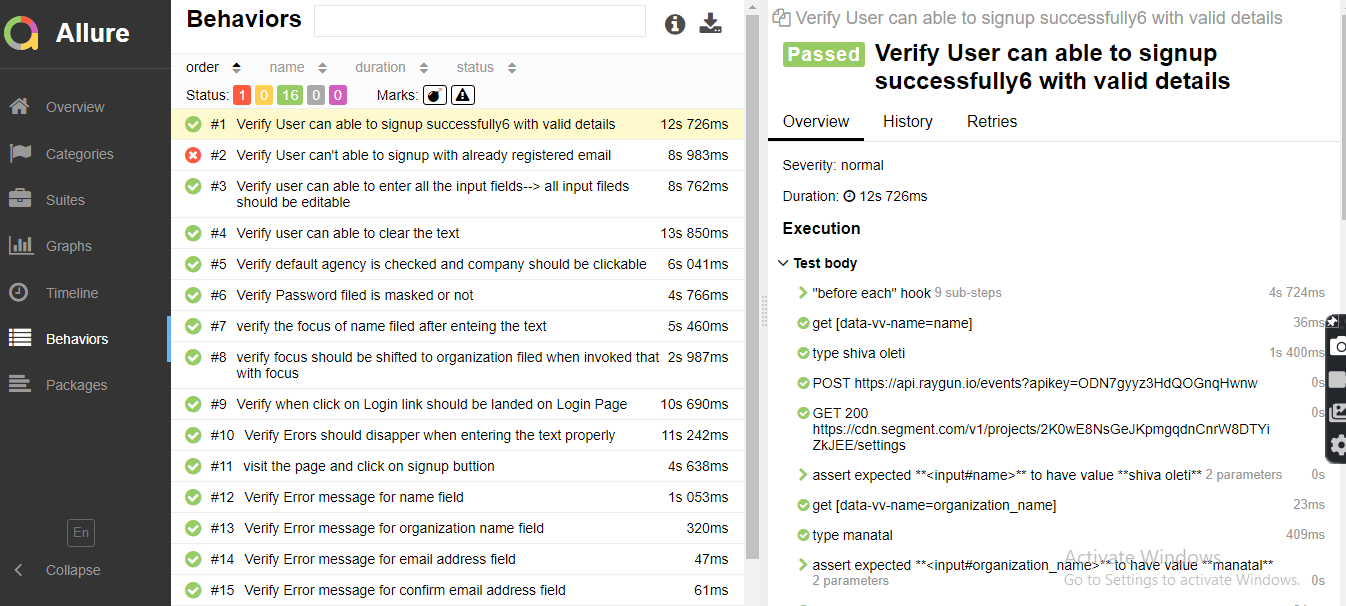 Allure
Overview
Categories
Suites
Graphs
Timeline
Behaviors
Packages
En
Collapse
Behaviors
order name duration status
Status: 1 0 16 0 0 Marks:
#1 Verify User can able to signup successfully6 with valid details 12s 726ms
#2 Verify User can't able to signup with already registered email 8s 983ms
#3 Verify user can able to enter all the input fields--> all input fileds 8s 762ms
should be editable
#4 Verify user can able to clear the text 13s 850ms
#5 Verify default agency is checked and company should be clickable 6s 041ms
#6 Verify Password filed is masked or not 4s 766ms
#7 verify the focus of name filed after enteing the text 5s 460ms
#8 verify focus should be shifted to organization filed when invoked that 2s 987ms
with focus
#9 Verify when click on Login link should be landed on Login Page 10s 690ms
#10 Verify Erors should disapper when entering the text properly 11s 242ms
#11 visit the page and click on signup buttion 4s 638ms
#12 Verify Error message for name field 1s 053ms
#13 Verify Error message for organization name field 320ms
#14 Verify Error message for email address field 47ms
#15 Verify Error message for confirm email address field 61ms
Verify User can able to signup successfully6 with valid details
Passed Verify User can able to signup
successfully6 with valid details
Overview History Retries
Severity: normal
Duration: 12s 726ms
Execution
Test body
"before each" hook 9 sub-steps 4s 724ms
get [data-vv-name=name] 36ms
type shiva oleti 1s 400ms
POST https://api.raygun.io/events?apikey=ODN7gyyz3HdQOGnqHwnw 0s
GET 200 0s
https://cdn.segment.com/v1/projects/2K0wE8NsGeJKpmgqdnCnrW8DTYi
ZkJEE/settings
assert expected **<input#name>** to have value **shiva oleti** 2 parameters 0s
get [data-vv-name=organization_name] 23ms
type manatal 409ms
assert expected **<input#organization_name>** to have value **manatal**
2 parameters 0s
Activate Windows
Go to Settings to activate Windows.